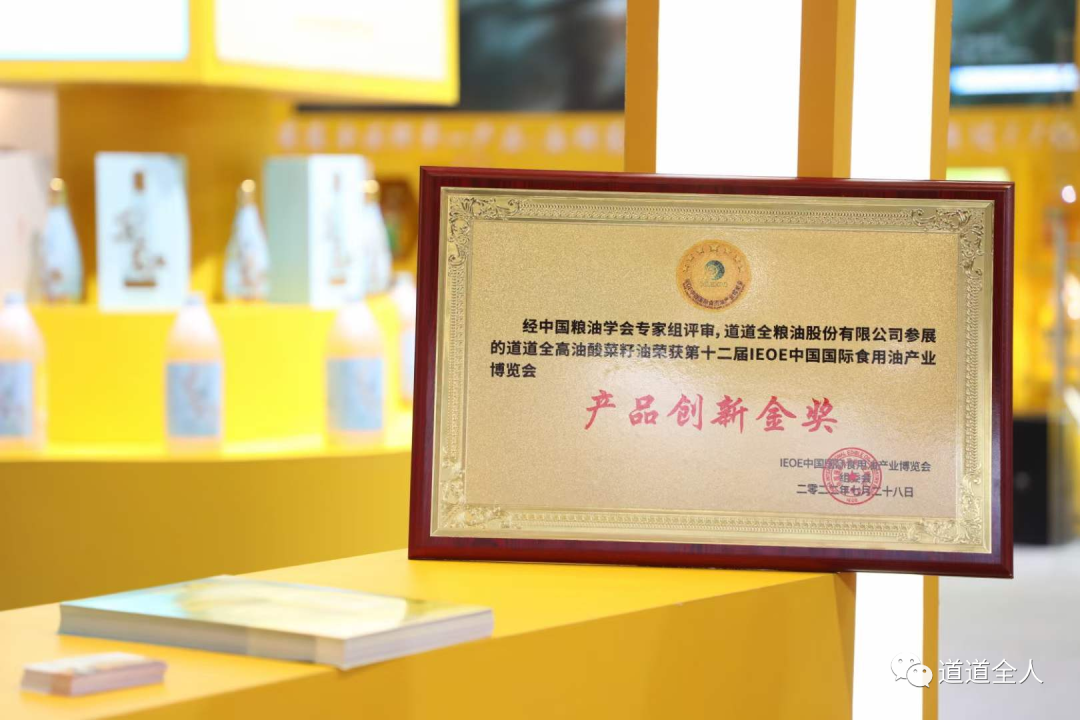 经中国粮油学会专家组评审，道道全粮油股份有限公司参展
的道道全高油酸菜籽油荣获第十二届IEOE中国国际食用油产业
博览会
产品创新金奖
IEOE中国国际食用油产业博览会
组委会
二零二二年七月二十八日
道道全人